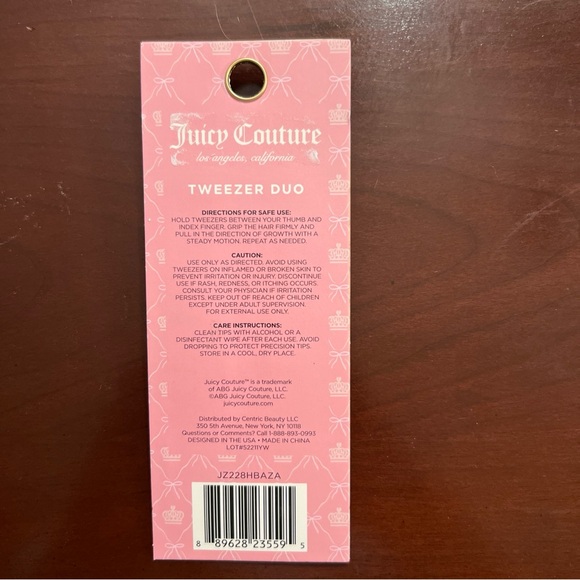 Juicy Couture
los angeles, california
TWEEZER DUO
DIRECTIONS FOR SAFE USE:
HOLD TWEEZERS BETWEEN YOUR THUMB AND
INDEX FINGER. GRIP THE HAIR FIRMLY AND
PULL IN THE DIRECTION OF GROWTH WITH A
STEADY MOTION. REPEAT AS NEEDED.
CAUTION:
USE ONLY AS DIRECTED. AVOID USING
TWEEZERS ON INFLAMED OR BROKEN SKIN TO
PREVENT IRRITATION OR INJURY. DISCONTINUE
USE IF RASH, REDNESS, OR ITCHING OCCURS.
CONSULT YOUR PHYSICIAN IF IRRITATION
PERSISTS. KEEP OUT OF REACH OF CHILDREN
EXCEPT UNDER ADULT SUPERVISION.
FOR EXTERNAL USE ONLY.
CARE INSTRUCTIONS:
CLEAN TIPS WITH ALCOHOL OR A
DISINFECTANT WIPE AFTER EACH USE. AVOID
DROPPING TO PROTECT PRECISION TIPS.
STORE IN A COOL, DRY PLACE.
Juicy Couture™ is a trademark
of ABG Juicy Couture, LLC.
©ABG Juicy Couture, LLC.
juicycouture.com
Distributed by Centric Beauty LLC
350 5th Avenue, New York, NY 10118
Questions or Comments? Call 1-888-893-0993
DESIGNED IN THE USA • MADE IN CHINA
LOT#52211YW
JZ228HBAZA
8 89628 23559 5